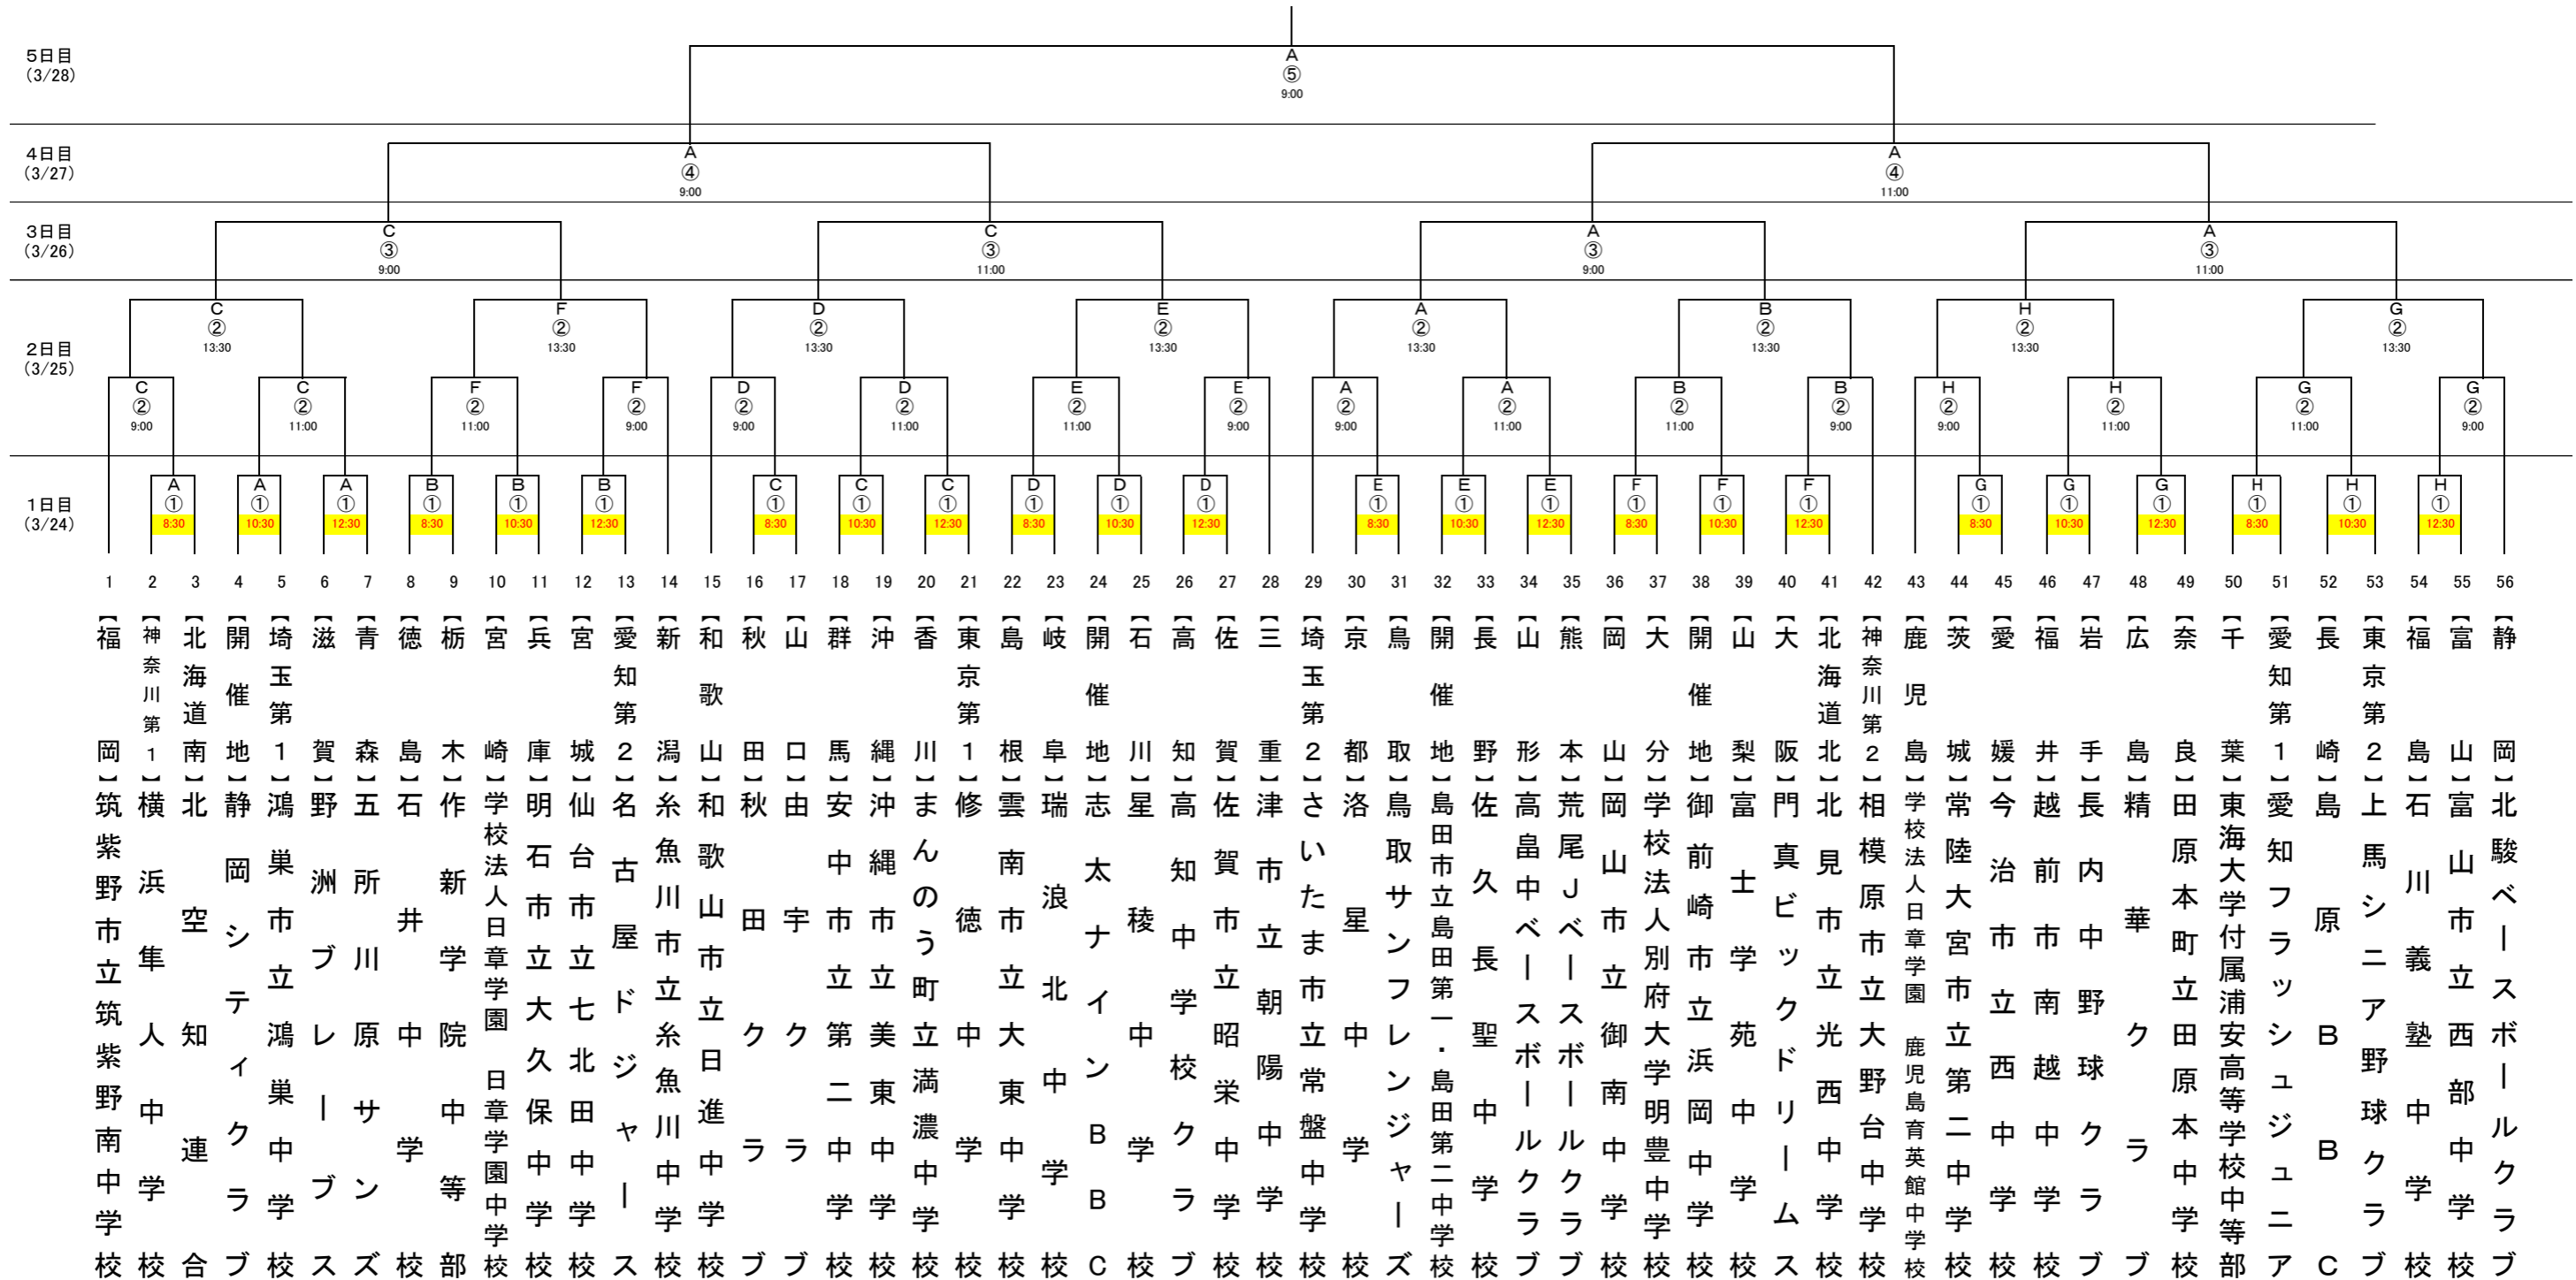 5日目
(3/28)
A
⑤
9:00
4日目
(3/27)
A
④
9:00
A
④
11:00
3日目
(3/26)
C
③
9:00
C
③
11:00
A
③
9:00
A
③
11:00
2日目
(3/25)
C
②
13:30
F
②
13:30
D
②
13:30
E
②
13:30
A
②
13:30
B
②
13:30
H
②
13:30
G
②
13:30
C
②
9:00
C
②
11:00
F
②
11:00
F
②
9:00
D
②
9:00
D
②
11:00
E
②
11:00
E
②
9:00
A
②
9:00
A
②
11:00
B
②
11:00
B
②
9:00
H
②
9:00
H
②
11:00
G
②
11:00
G
②
9:00
1日目
(3/24)
A
①
8:30
A
①
10:30
A
①
12:30
B
①
8:30
B
①
10:30
B
①
12:30
C
①
8:30
C
①
10:30
C
①
12:30
D
①
8:30
D
①
10:30
D
①
12:30
E
①
8:30
E
①
10:30
E
①
12:30
F
①
8:30
F
①
10:30
F
①
12:30
G
①
8:30
G
①
10:30
G
①
12:30
H
①
8:30
H
①
10:30
H
①
12:30
1 【福岡】筑紫野市立筑紫野南中学校
2 【神奈川第1】横浜隼人中学校
3 【北海道南】北空知連合
4 【開催地】静岡シティクラブ
5 【埼玉第1】鴻巣市立鴻巣中学校
6 【滋賀】野洲ブレーブス
7 【青森】五所川原サンズ
8 【徳島】石井中学校
9 【栃木】作新学院中等部
10 【宮崎】学校法人日章学園 日章学園中学校
11 【兵庫】明石市立大久保中学校
12 【宮城】仙台市立七北田中学校
13 【愛知第2】名古屋ドジャース
14 【新潟】糸魚川市立糸魚川中学校
15 【和歌山】和歌山市立日進中学校
16 【秋田】秋田クラブ
17 【山口】由宇クラブ
18 【群馬】安中市立第二中学校
19 【沖縄】沖縄市立美東中学校
20 【香川】まんのう町立満濃中学校
21 【東京第1】修徳中学校
22 【島根】雲南市立大東中学校
23 【岐阜】瑞浪北中学校
24 【開催地】志太ナインBBC
25 【石川】星稜中学校
26 【高知】高知中学校クラブ
27 【佐賀】佐賀市立昭栄中学校
28 【三重】津市立朝陽中学校
29 【埼玉第2】さいたま市立常盤中学校
30 【京都】洛星中学校
31 【鳥取】鳥取サンフレンジャーズ
32 【開催地】島田市立島田第一・島田第二中学校
33 【長野】佐久長聖中学校
34 【山形】高畠中ベースボールクラブ
35 【熊本】荒尾Jベースボールクラブ
36 【岡山】岡山市立御南中学校
37 【大分】学校法人別府大学明豊中学校
38 【開催地】御前崎市立浜岡中学校
39 【山梨】富士学苑中学校
40 【大阪】門真ビックドリームス
41 【北海道北】北見市立光西中学校
42 【神奈川第2】相模原市立大野台中学校
43 【鹿児島】学校法人日章学園 鹿児島育英館中学校
44 【茨城】常陸大宮市立第二中学校
45 【愛媛】今治市立西中学校
46 【福井】越前市南越中学校
47 【岩手】長内中野球クラブ
48 【広島】精華クラブ
49 【奈良】田原本町立田原本中学校
50 【千葉】東海大学付属浦安高等学校中等部
51 【愛知第1】愛知フラッシュジュニア
52 【長崎】島原BBC
53 【東京第2】上馬シニア野球クラブ
54 【福島】石川義塾中学校
55 【富山】富山市立西部中学校
56 【静岡】北駿ベースボールクラブ